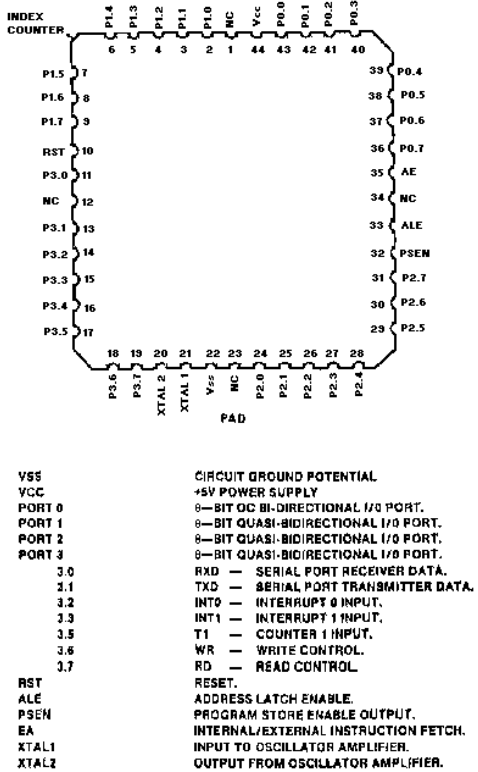 INDEX
COUNTER
P1.4 P1.3 P1.2 P1.1 P1.0 NC Vcc P0.0 P0.1 P0.2 P0.3
6 5 4 3 2 1 44 43 42 41 40
P1.5 7 39 P0.4
P1.6 8 38 P0.5
P1.7 9 37 P0.6
RST 10 36 P0.7
P3.0 11 35 AE
NC 12 34 NC
P3.1 13 33 ALE
P3.2 14 32 PSEN
P3.3 15 31 P2.7
P3.4 16 30 P2.6
P3.5 17 29 P2.5
18 19 20 21 22 23 24 25 26 27 28
P3.6 P3.7 XTAL 2 XTAL 1 Vss NC P2.0 P2.1 P2.2 P2.3 P2.4
PAD
VSS CIRCUIT GROUND POTENTIAL
VCC +5V POWER SUPPLY
PORT 0 8—BIT OC BI-DIRECTIONAL I/O PORT.
PORT 1 8—BIT QUASI-BIDIRECTIONAL I/O PORT.
PORT 2 8—BIT QUASI-BIDIRECTIONAL I/O PORT.
PORT 3 8—BIT QUASI-BIDIRECTIONAL I/O PORT.
3.0 RXD — SERIAL PORT RECEIVER DATA.
3.1 TXD — SERIAL PORT TRANSMITTER DATA.
3.2 INT0 — INTERRUPT 0 INPUT.
3.3 INT1 — INTERRUPT 1 INPUT.
3.5 T1 — COUNTER 1 INPUT.
3.6 WR — WRITE CONTROL.
3.7 RD — READ CONTROL.
RST RESET.
ALE ADDRESS LATCH ENABLE.
PSEN PROGRAM STORE ENABLE OUTPUT.
EA INTERNAL/EXTERNAL INSTRUCTION FETCH.
XTAL1 INPUT TO OSCILLATOR AMPLIFIER.
XTAL2 OUTPUT FROM OSCILLATOR AMPLIFIER.